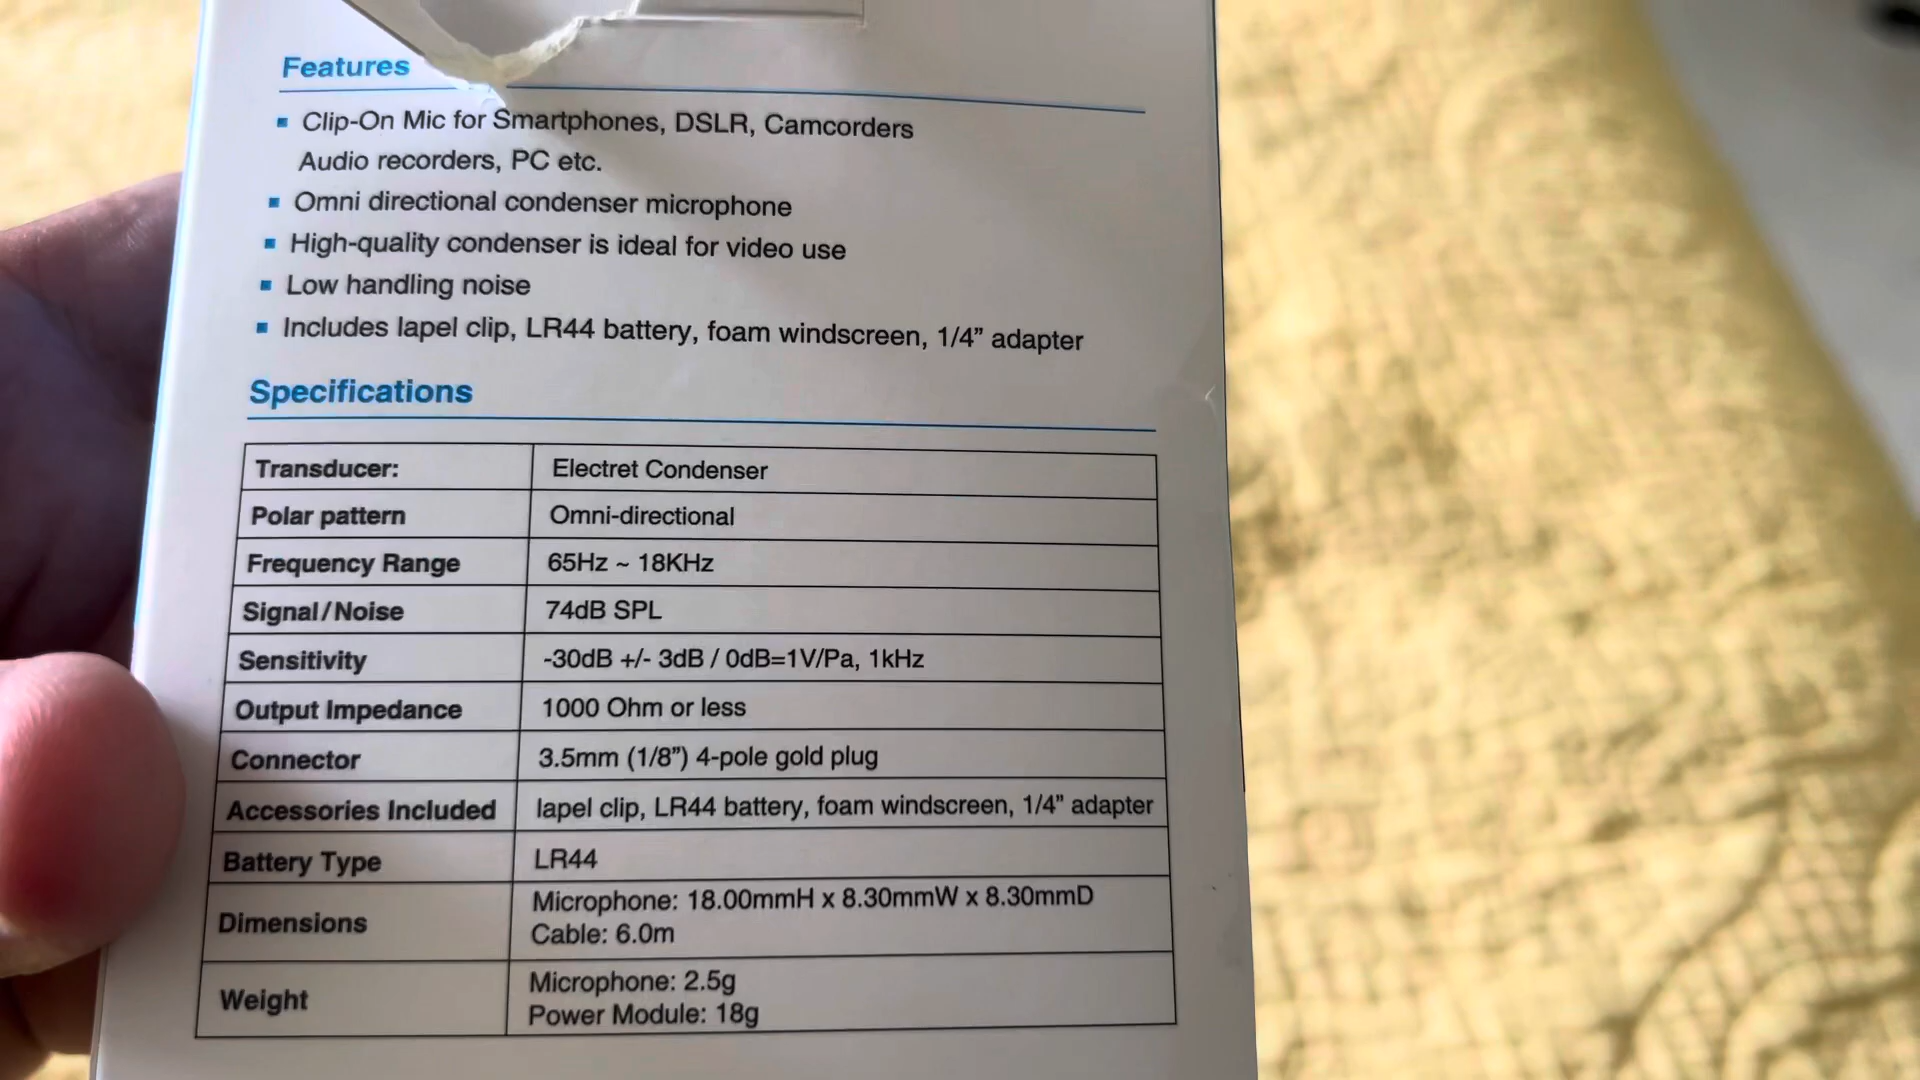 Features
Clip-On Mic for Smartphones, DSLR, Camcorders
Audio recorders, PC etc.
Omni directional condenser microphone
High-quality condenser is ideal for video use
Low handling noise
Includes lapel clip, LR44 battery, foam windscreen, 1/4” adapter
Specifications
Transducer: Electret Condenser
Polar pattern Omni-directional
Frequency Range 65Hz ~ 18KHz
Signal/Noise 74dB SPL
Sensitivity -30dB +/- 3dB / 0dB=1V/Pa, 1kHz
Output Impedance 1000 Ohm or less
Connector 3.5mm (1/8”) 4-pole gold plug
Accessories Included lapel clip, LR44 battery, foam windscreen, 1/4” adapter
Battery Type LR44
Dimensions Microphone: 18.00mmH x 8.30mmW x 8.30mmD
Cable: 6.0m
Weight Microphone: 2.5g
Power Module: 18g